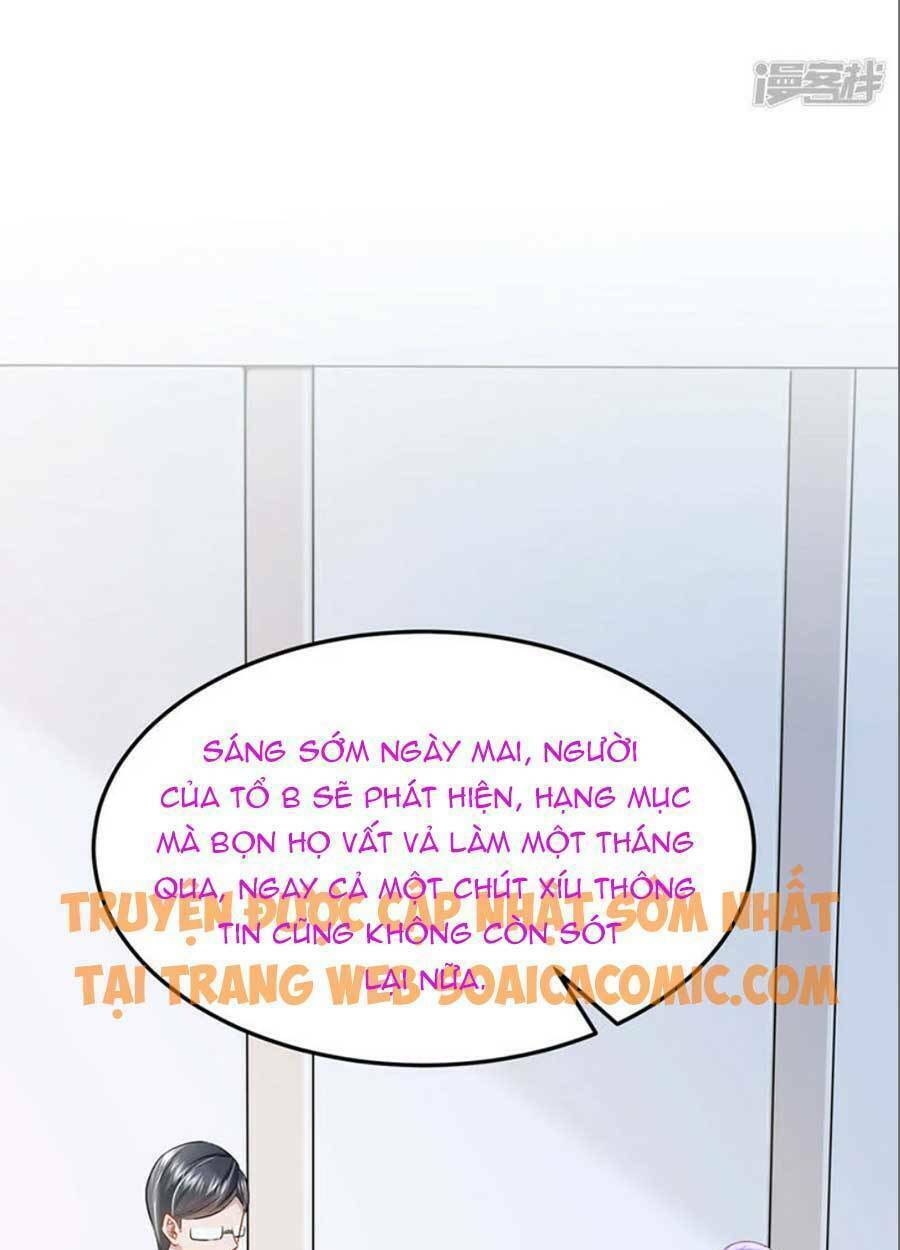 漫客栈
SÁNG SỚM NGÀY MAI, NGƯỜI
CỦA TỔ B SẼ PHÁT HIỆN, HẠNG MỤC
MÀ BỌN HỌ VẤT VẢ LÀM MỘT THÁNG
QUA, NGAY CẢ MỘT CHÚT XÍU THÔNG
TIN CŨNG KHÔNG CÒN SÓT
LẠI NỮA.
TRUYỆN ĐƯỢC CẬP NHẬT SỚM NHẤT
TẠI TRANG WEB 9OAICACOMIC.COM